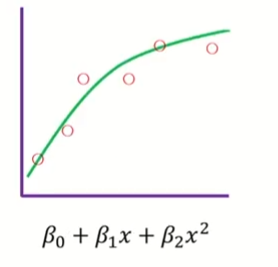 β₀ + β₁x + β₂x²